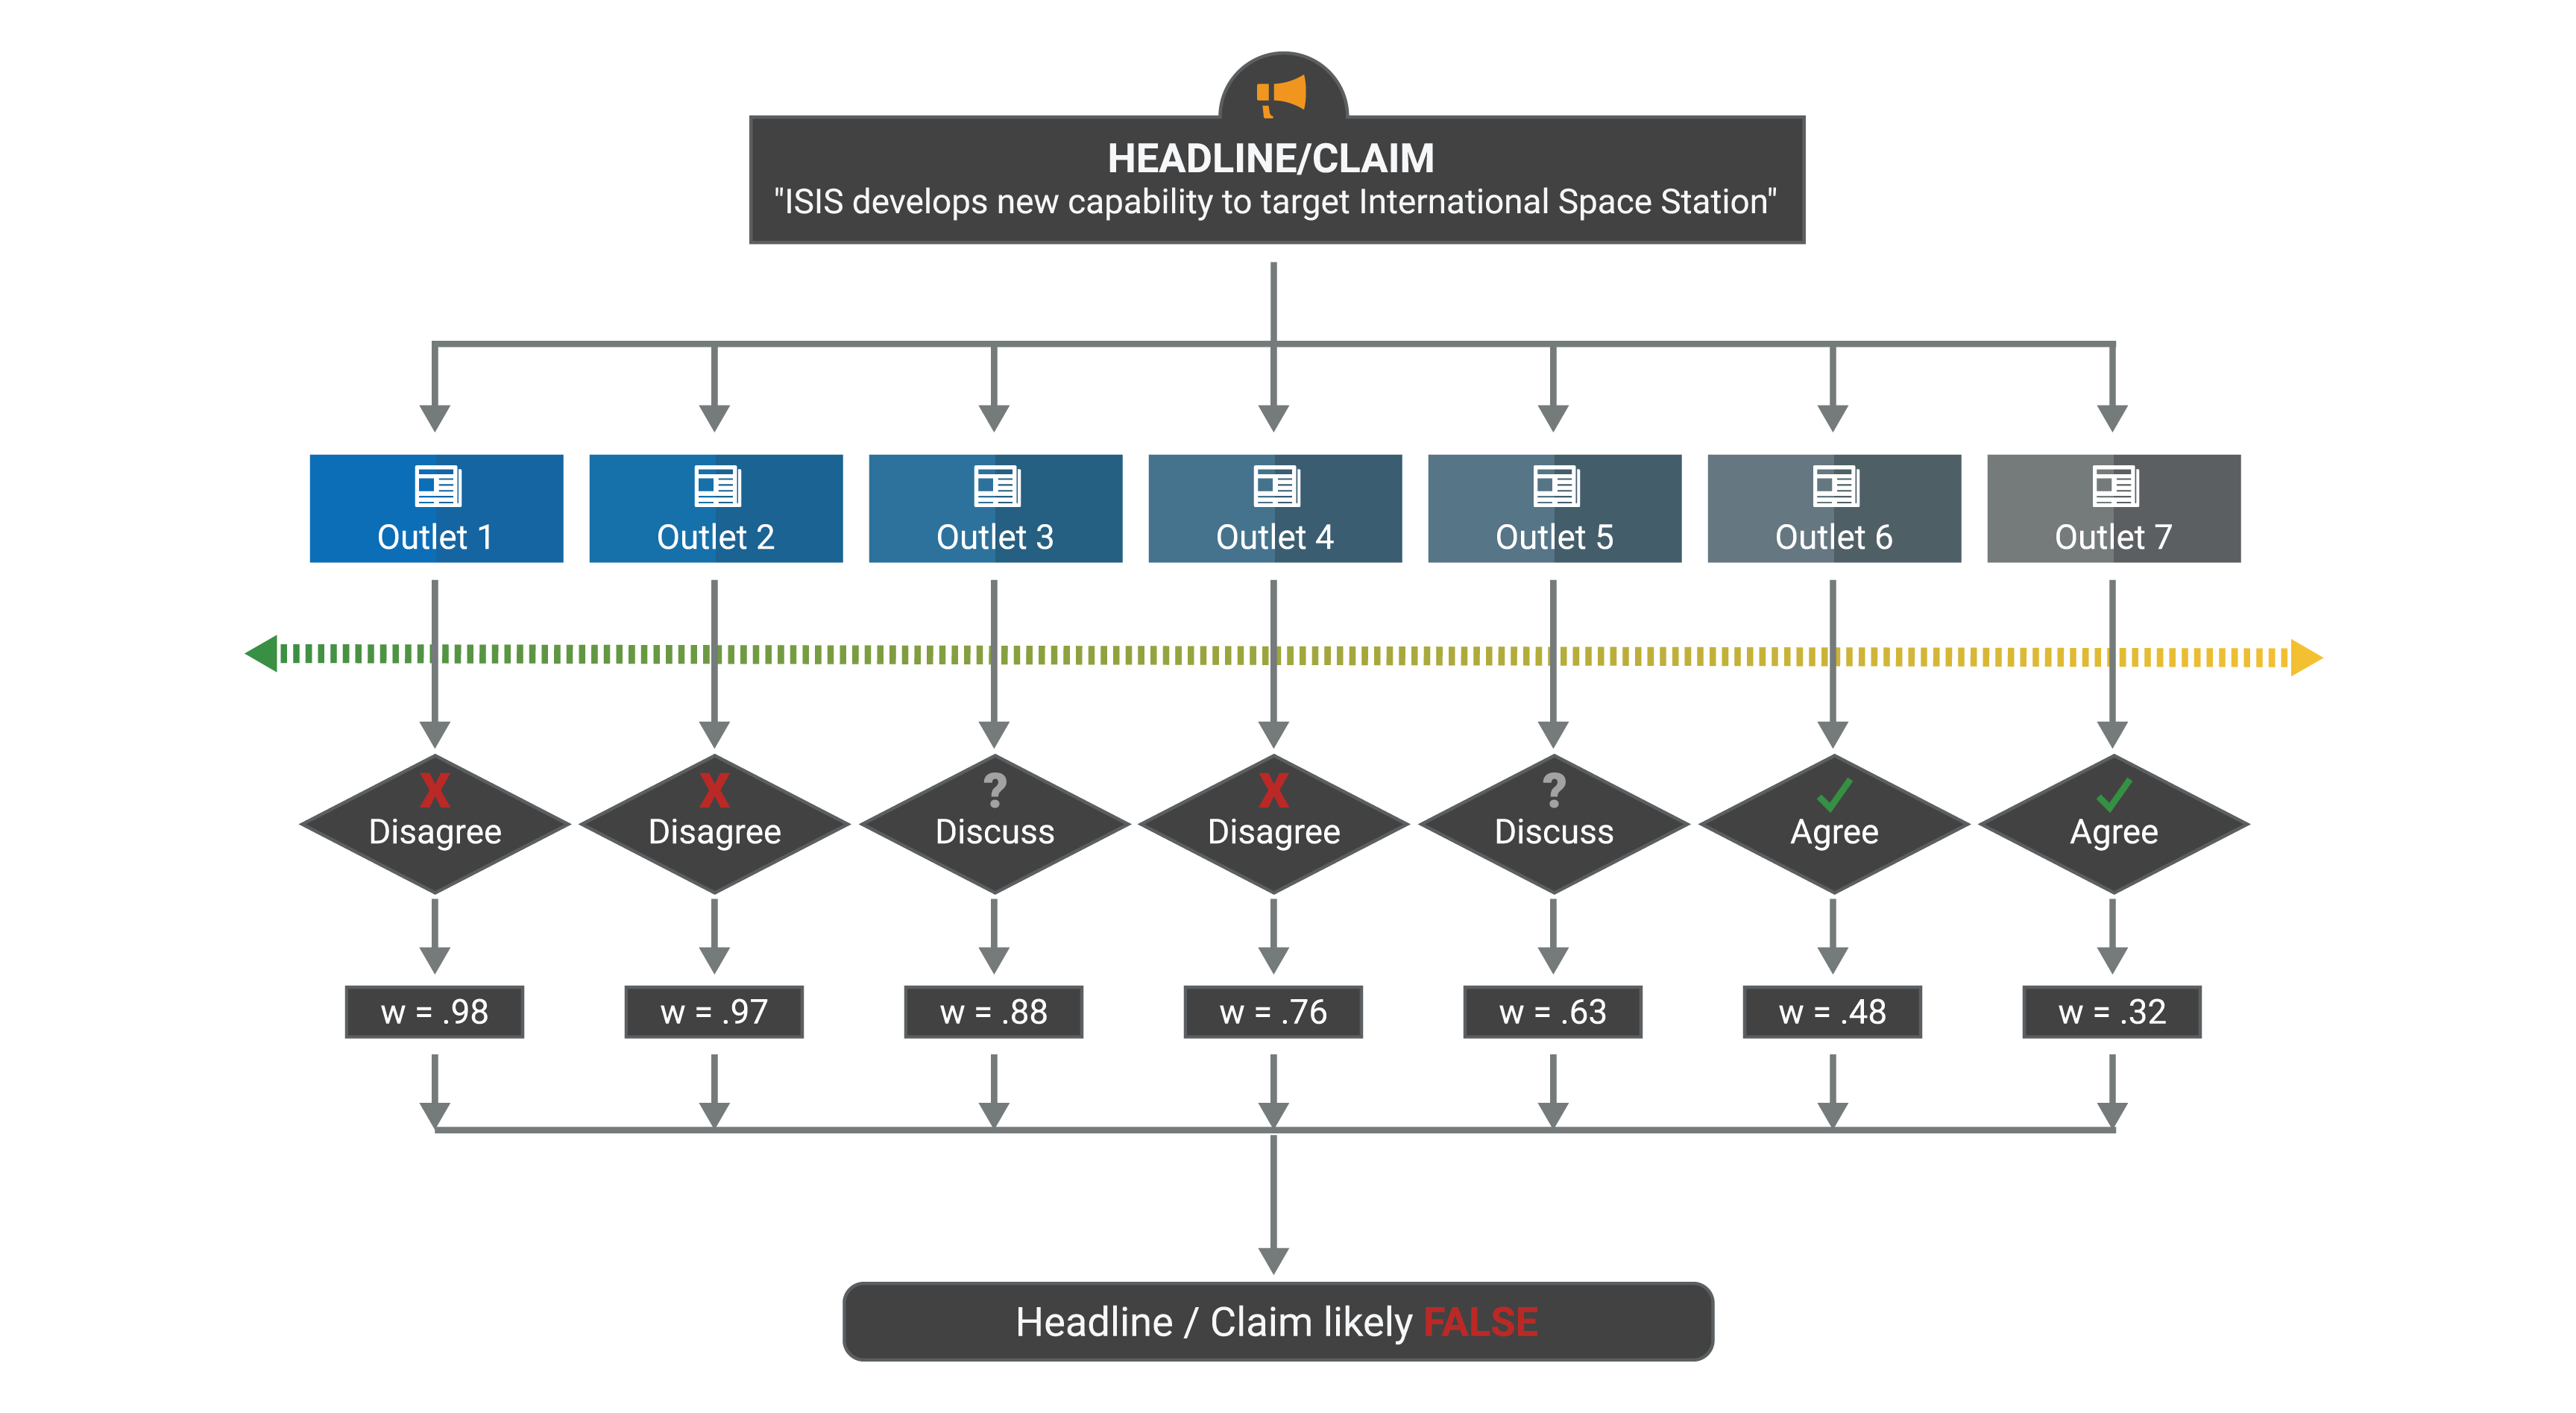 HEADLINE/CLAIM
"ISIS develops new capability to target International Space Station"
Outlet 1
Outlet 2
Outlet 3
Outlet 4
Outlet 5
Outlet 6
Outlet 7
X
X
?
X
?
Disagree
Disagree
Discuss
Disagree
Discuss
Agree
Agree
w = .98
w = .97
w = .88
w = .76
w = .63
w = .48
w = .32
Headline / Claim likely FALSE